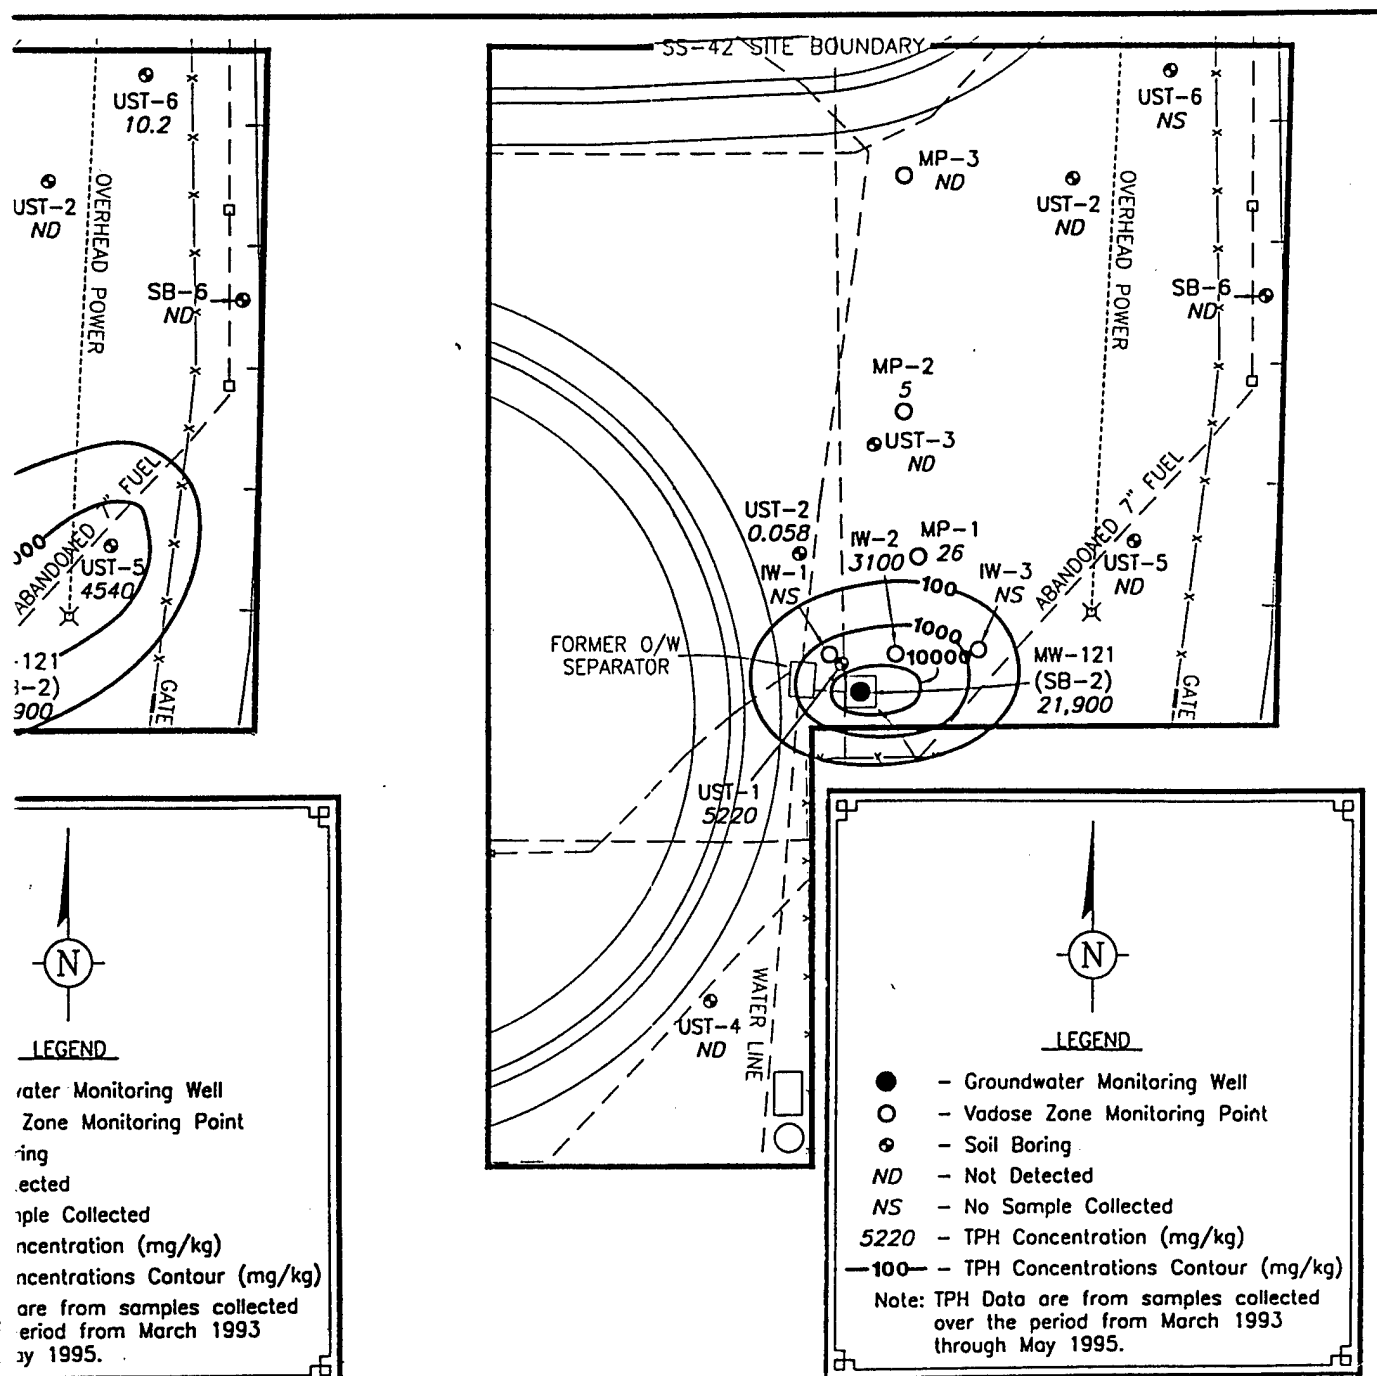 UST-6
10.2
UST-2
ND
OVERHEAD POWER
SB-6
ND
ABANDONED 7" FUEL
000
UST-5
4540
-121
B-2)
900
GATE
N
LEGEND
vater Monitoring Well
Zone Monitoring Point
ring
ected
nple Collected
ncentration (mg/kg)
ncentrations Contour (mg/kg)
are from samples collected
eriod from March 1993
ay 1995.
SS-42 SITE BOUNDARY
UST-6
NS
MP-3
ND
UST-2
ND
OVERHEAD POWER
SB-6
ND
MP-2
5
UST-3
ND
ABANDONED 7" FUEL
UST-2
0.058
IW-2
3100
MP-1
26
IW-1
NS
IW-3
NS
UST-5
ND
100
1000
10000
FORMER O/W
SEPARATOR
MW-121
(SB-2)
21,900
GATE
UST-1
5220
WATER LINE
UST-4
ND
N
LEGEND
- Groundwater Monitoring Well
- Vadose Zone Monitoring Point
- Soil Boring
ND - Not Detected
NS - No Sample Collected
5220 - TPH Concentration (mg/kg)
-100- - TPH Concentrations Contour (mg/kg)
Note: TPH Data are from samples collected
over the period from March 1993
through May 1995.